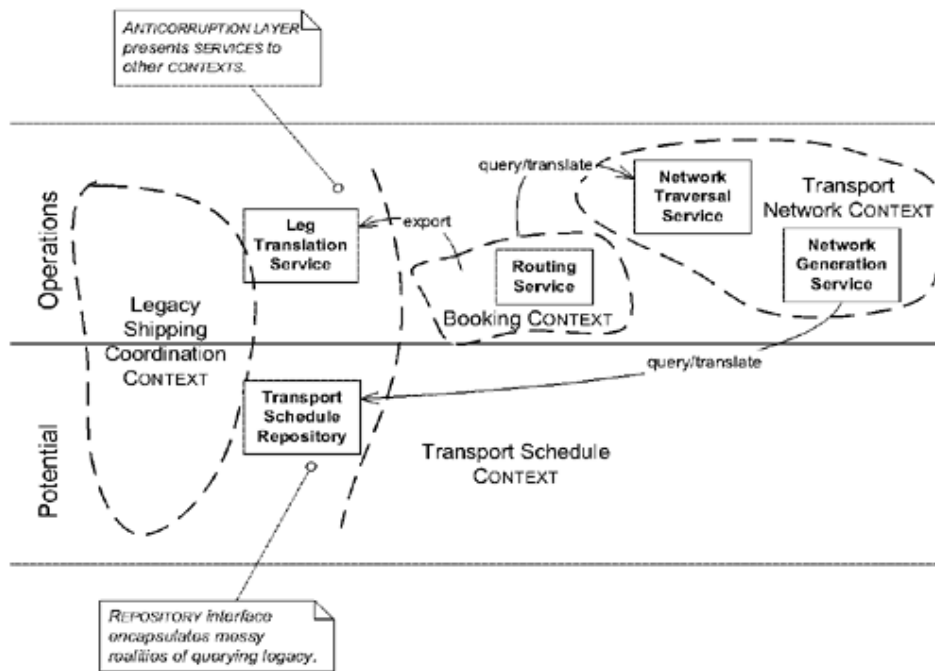 ANTICORRUPTION LAYER
presents SERVICES to
other CONTEXTS.
Operations
Leg
Translation
Service
export
query/translate
Network
Traversal
Service
Transport
Network CONTEXT
Network
Generation
Service
Routing
Service
Booking CONTEXT
Legacy
Shipping
Coordination
CONTEXT
query/translate
Potential
Transport
Schedule
Repository
Transport Schedule
CONTEXT
REPOSITORY interface
encapsulates messy
realities of querying legacy.